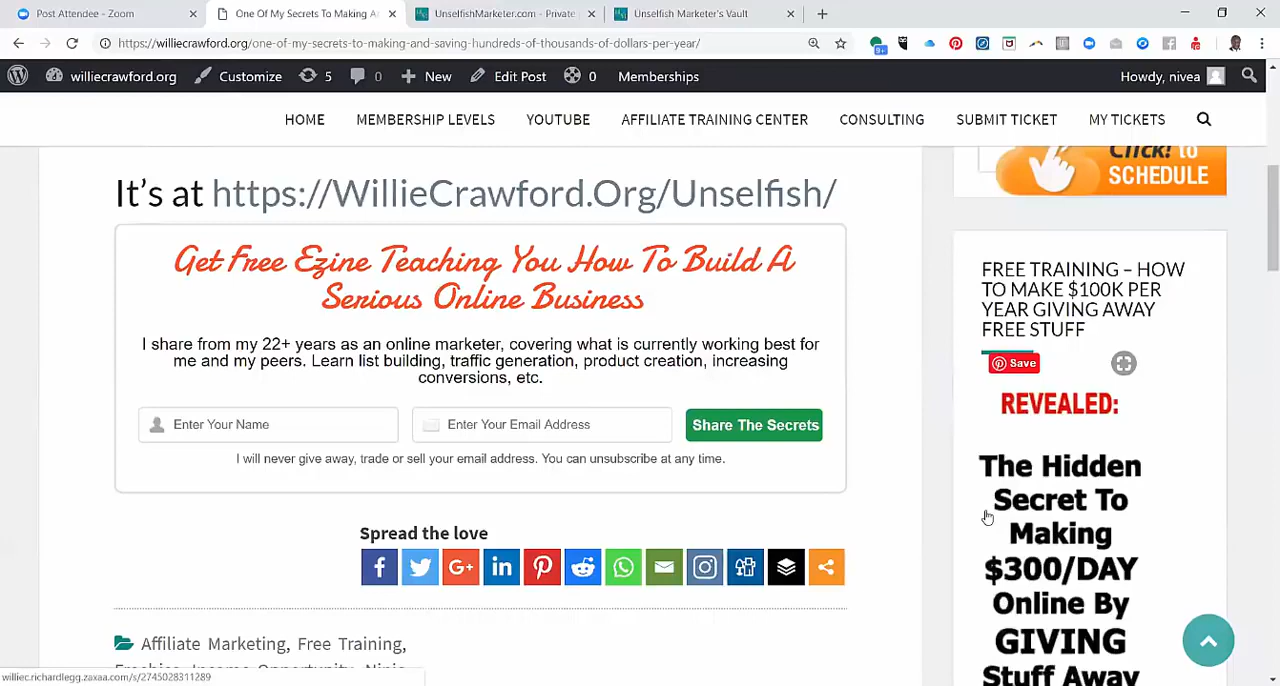 Post Attendee - Zoom
One Of My Secrets To Making A
UnselfishMarketer.com - Private
Unselfish Marketer's Vault
https://williecrawford.org/one-of-my-secrets-to-making-and-saving-hundreds-of-thousands-of-dollars-per-year/
9+
williecrawford.org
Customize
5
0
New
Edit Post
0
Memberships
Howdy, nivea
HOME
MEMBERSHIP LEVELS
YOUTUBE
AFFILIATE TRAINING CENTER
CONSULTING
SUBMIT TICKET
MY TICKETS
It's at https://WillieCrawford.Org/Unselfish/
Get Free Ezine Teaching You How To Build A
Serious Online Business
I share from my 22+ years as an online marketer, covering what is currently working best for
me and my peers. Learn list building, traffic generation, product creation, increasing
conversions, etc.
Enter Your Name
Enter Your Email Address
Share The Secrets
I will never give away, trade or sell your email address. You can unsubscribe at any time.
Spread the love
Affiliate Marketing, Free Training,
Freebies, Income Opportunity, Ninja
williec.richardlegg.zaxaa.com/s/2745028311289
Click! to
SCHEDULE
FREE TRAINING – HOW
TO MAKE $100K PER
YEAR GIVING AWAY
FREE STUFF
Save
REVEALED:
The Hidden
Secret To
Making
$300/DAY
Online By
GIVING
Stuff Away